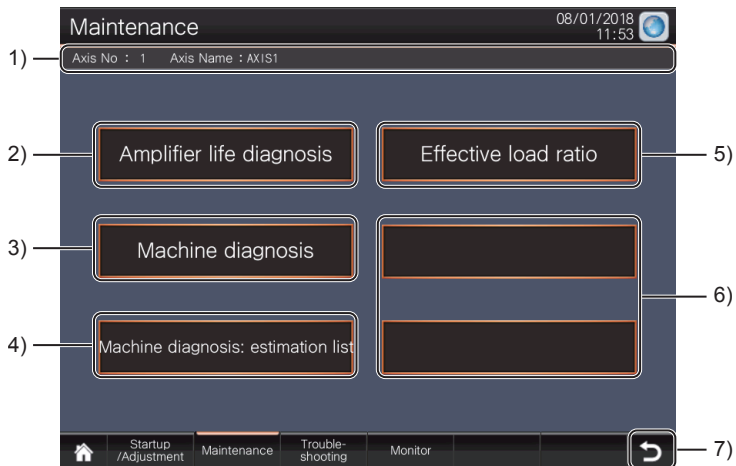 Maintenance
08/01/2018
11:53
1)
Axis No : 1 Axis Name : AXIS1
2)
Amplifier life diagnosis
Effective load ratio
5)
3)
Machine diagnosis
6)
4)
Machine diagnosis: estimation list
Startup
/Adjustment
Maintenance
Trouble-
shooting
Monitor
7)